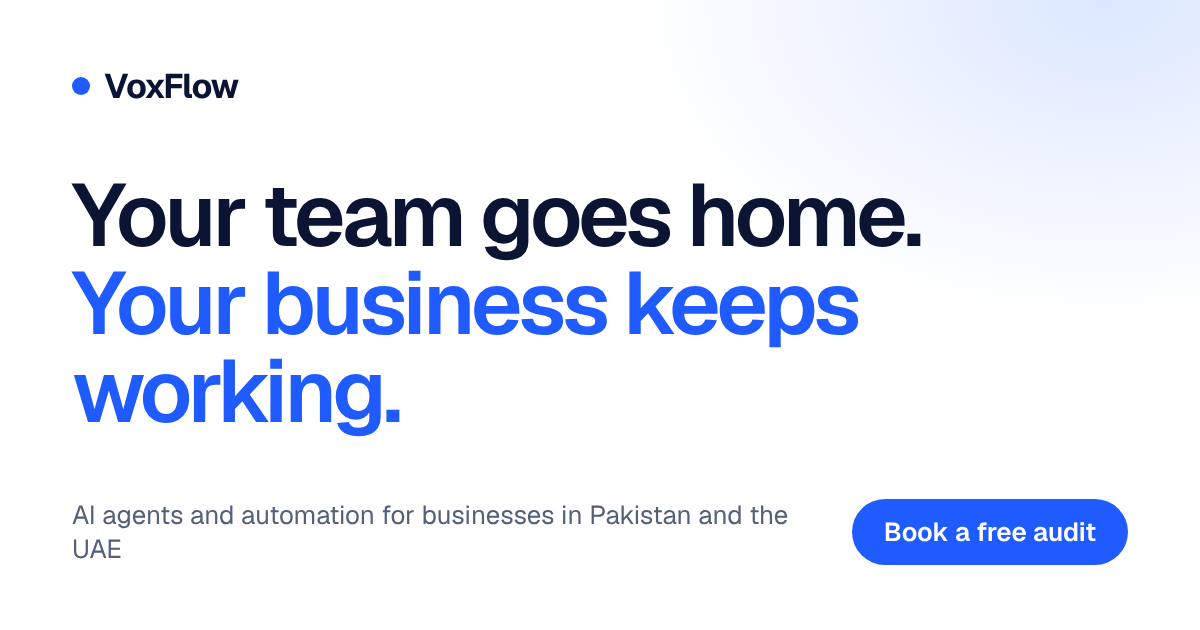 VoxFlow
Your team goes home.
Your business keeps
working.
AI agents and automation for businesses in Pakistan and the
UAE
Book a free audit